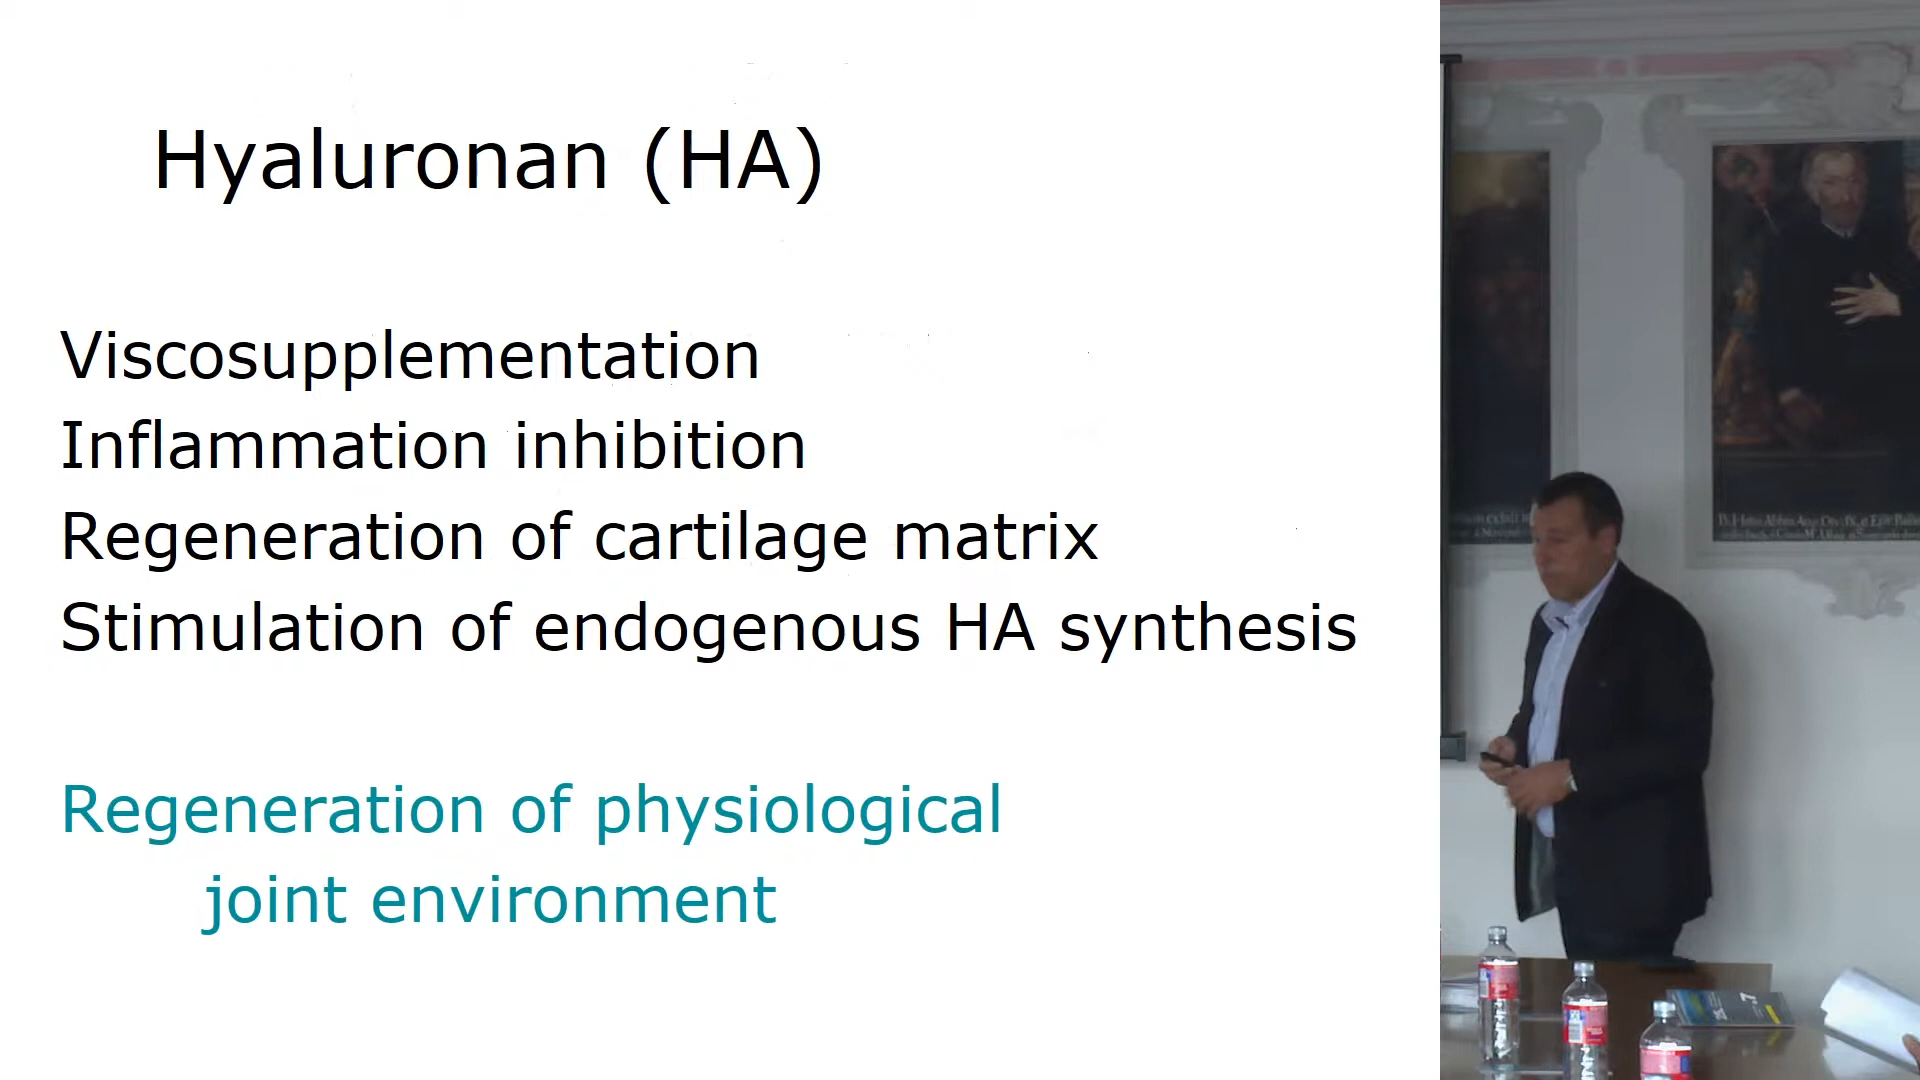 Hyaluronan (HA)
Viscosupplementation
Inflammation inhibition
Regeneration of cartilage matrix
Stimulation of endogenous HA synthesis
Regeneration of physiological
joint environment